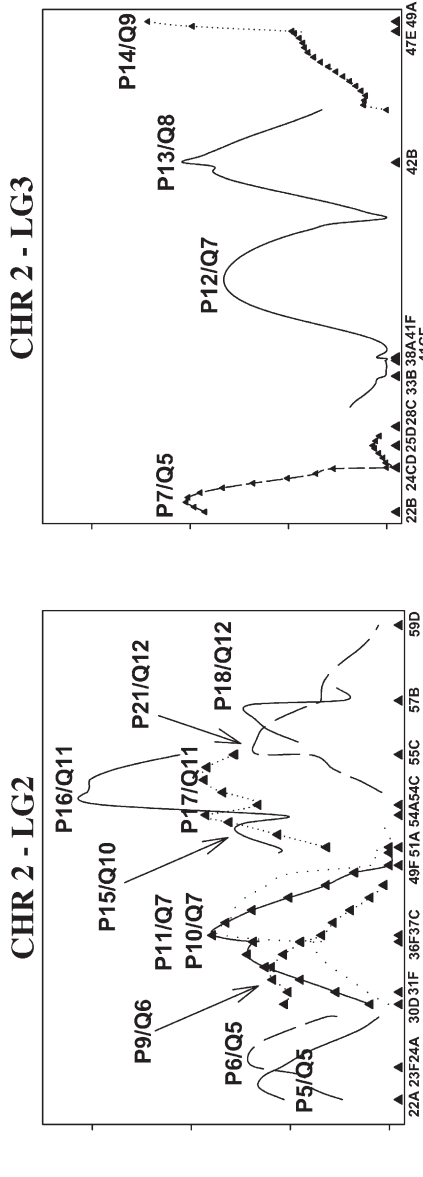 CHR 2 - LG2
P5/Q5
P6/Q5
P9/Q6
P10/Q7
P11/Q7
P15/Q10
P16/Q11
P17/Q11
P21/Q12
P18/Q12
22A 23F24A 30D 31F 36F37C 49F 51A 54A54C 55C 57B 59D
CHR 2 - LG3
P7/Q5
P12/Q7
P13/Q8
P14/Q9
22B 24CD 25D28C 33B 38A41F 42B 47E 49A